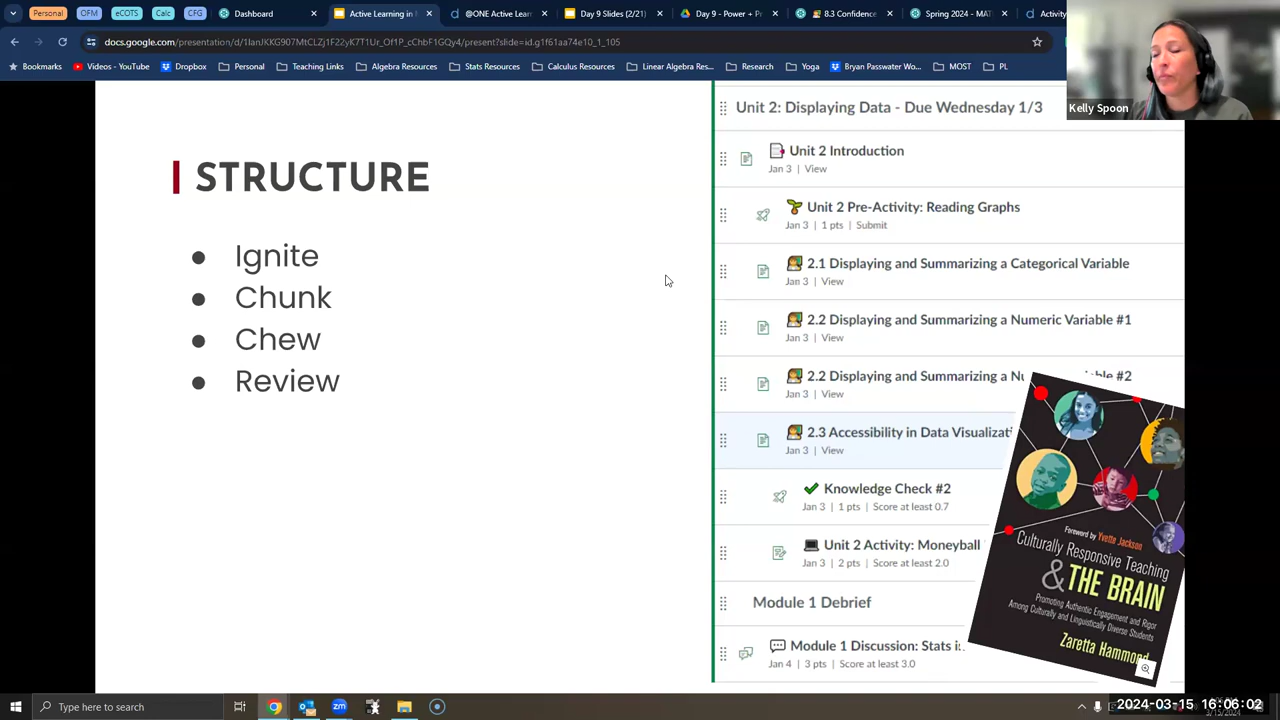 Personal
OFM
eCOTS
Calc
CFG
Dashboard
Active Learning in
Done Active Lear
Day 9 Slides (2/21)
Day 9 - Power + I
U8 - Confidence
Spring 2024 - MAT
Activity
docs.google.com/presentation/d/1IanJKKG907MtCLZj1F22yK7T1Ur_Of1P_cChbF1GQy4/present?slide=id.g1f61aa74e10_1_105
Bookmarks
Videos - YouTube
Dropbox
Personal
Teaching Links
Algebra Resources
Stats Resources
Calculus Resources
Linear Algebra Res...
Research
Yoga
Bryan Passwater Wo...
MOST
PL
Kelly Spoon
STRUCTURE
● Ignite
● Chunk
● Chew
● Review
Unit 2: Displaying Data - Due Wednesday 1/3
Unit 2 Introduction
Jan 3 | View
Unit 2 Pre-Activity: Reading Graphs
Jan 3 | 1 pts | Submit
2.1 Displaying and Summarizing a Categorical Variable
Jan 3 | View
2.2 Displaying and Summarizing a Numeric Variable #1
Jan 3 | View
2.2 Displaying and Summarizing a Nu ble #2
Jan 3 | View
2.3 Accessibility in Data Visualizati
Jan 3 | View
Knowledge Check #2
Jan 3 | 1 pts | Score at least 0.7
Unit 2 Activity: Moneyball
Jan 3 | 2 pts | Score at least 2.0
Module 1 Debrief
Module 1 Discussion: Stats i
Jan 4 | 3 pts | Score at least 3.0
Foreword by Yvette Jackson
Culturally Responsive Teaching
& THE BRAIN
Promoting Authentic Engagement and Rigor
Among Culturally and Linguistically Diverse Students
Zaretta Hammond
Type here to search
2024-03-15 16:06:02